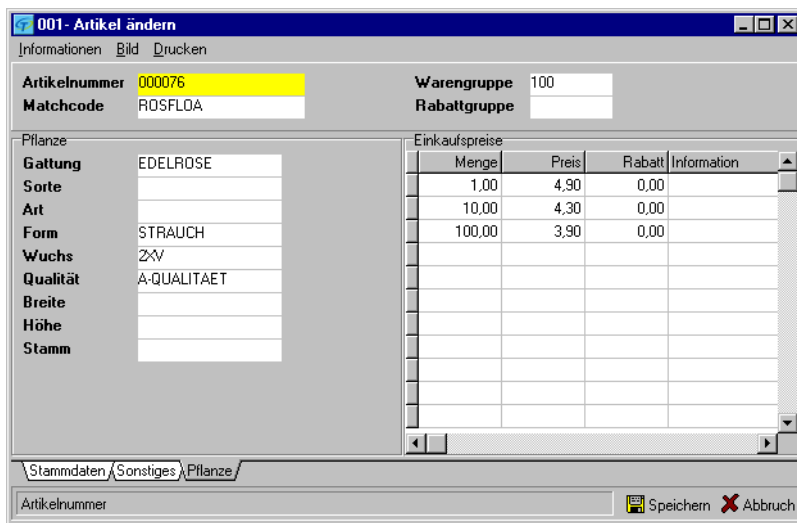 001- Artikel ändern
Informationen Bild Drucken
Artikelnummer 000076
Matchcode ROSFLOA
Warengruppe 100
Rabattgruppe
Pflanze
Gattung EDELROSE
Sorte
Art
Form STRAUCH
Wuchs 2XV
Qualität A-QUALITAET
Breite
Höhe
Stamm
Einkaufspreise
Menge Preis Rabatt Information
1,00 4,90 0,00
10,00 4,30 0,00
100,00 3,90 0,00
Stammdaten Sonstiges Pflanze
Artikelnummer Speichern Abbruch